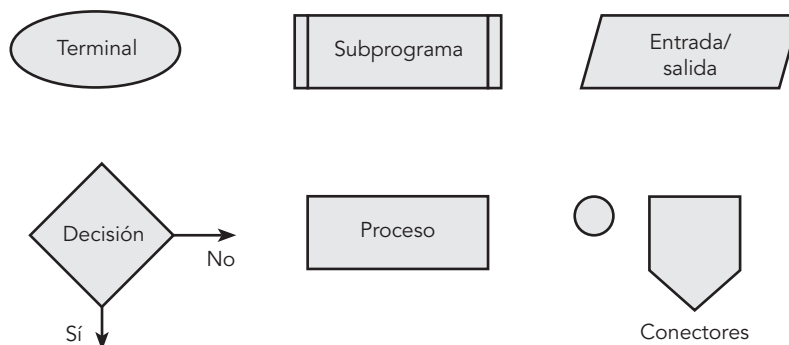 Terminal
Subprograma
Entrada/
salida
Decisión
No
Sí
Proceso
Conectores